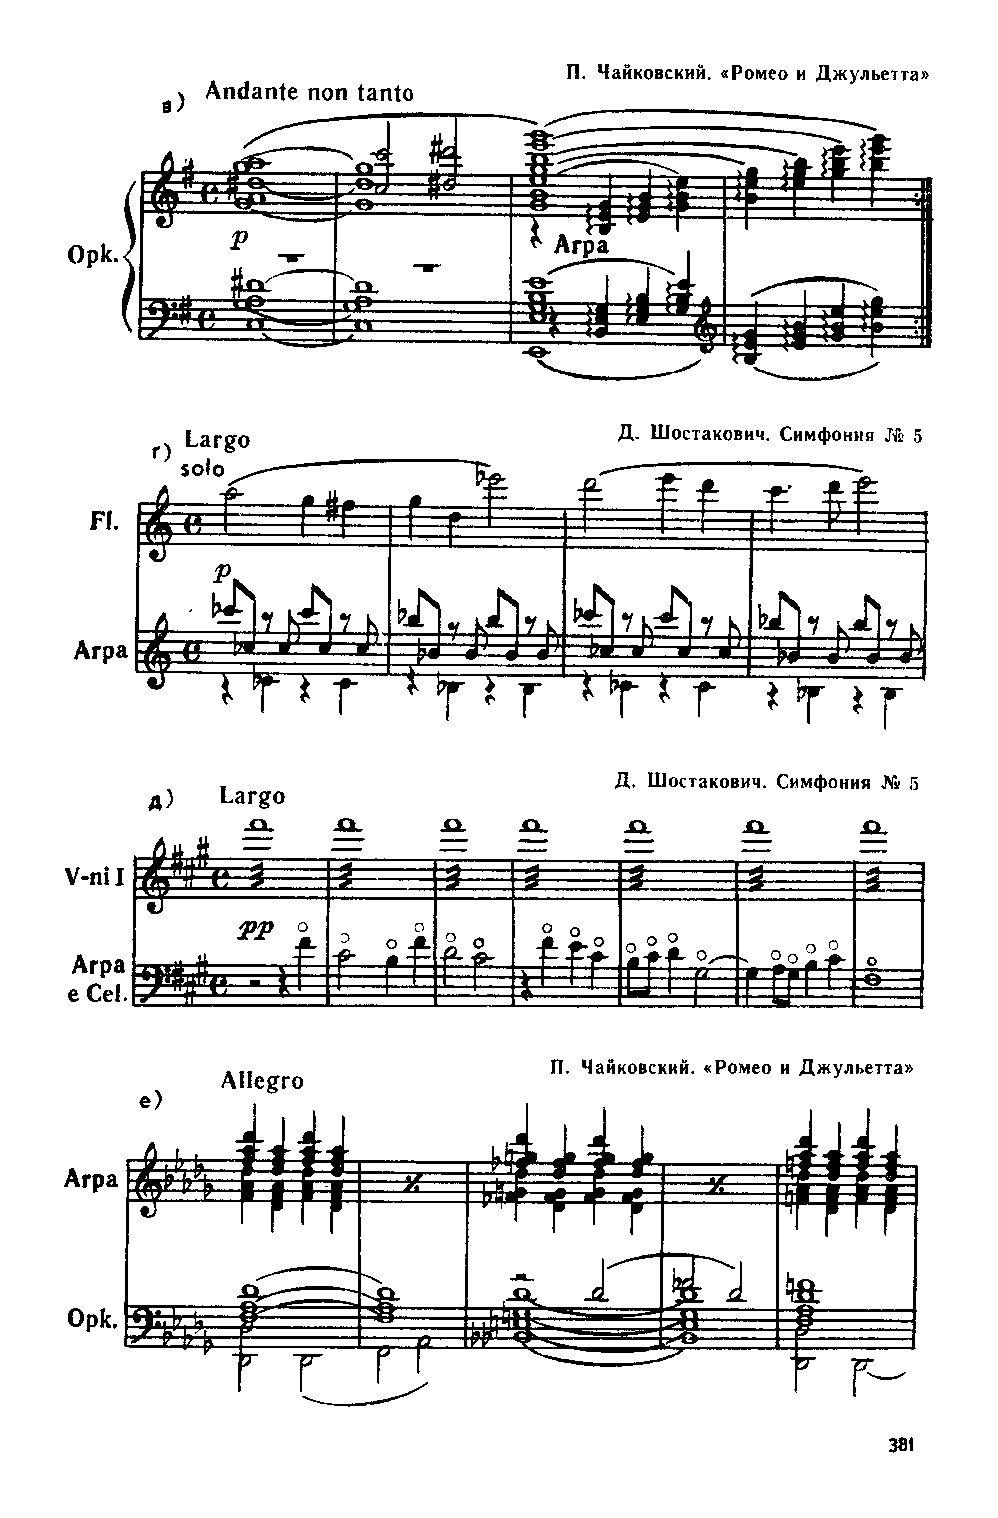 П. Чайковский. «Ромео и Джульетта»
в) Andante non tanto
p
Орк.
Arpa
Д. Шостакович. Симфония № 5
г) Largo
solo
Fl.
p
Arpa
Д. Шостакович. Симфония № 5
д) Largo
V-ni I
pp
Arpa
e Cel.
П. Чайковский. «Ромео и Джульетта»
е) Allegro
Arpa
Орк.
381